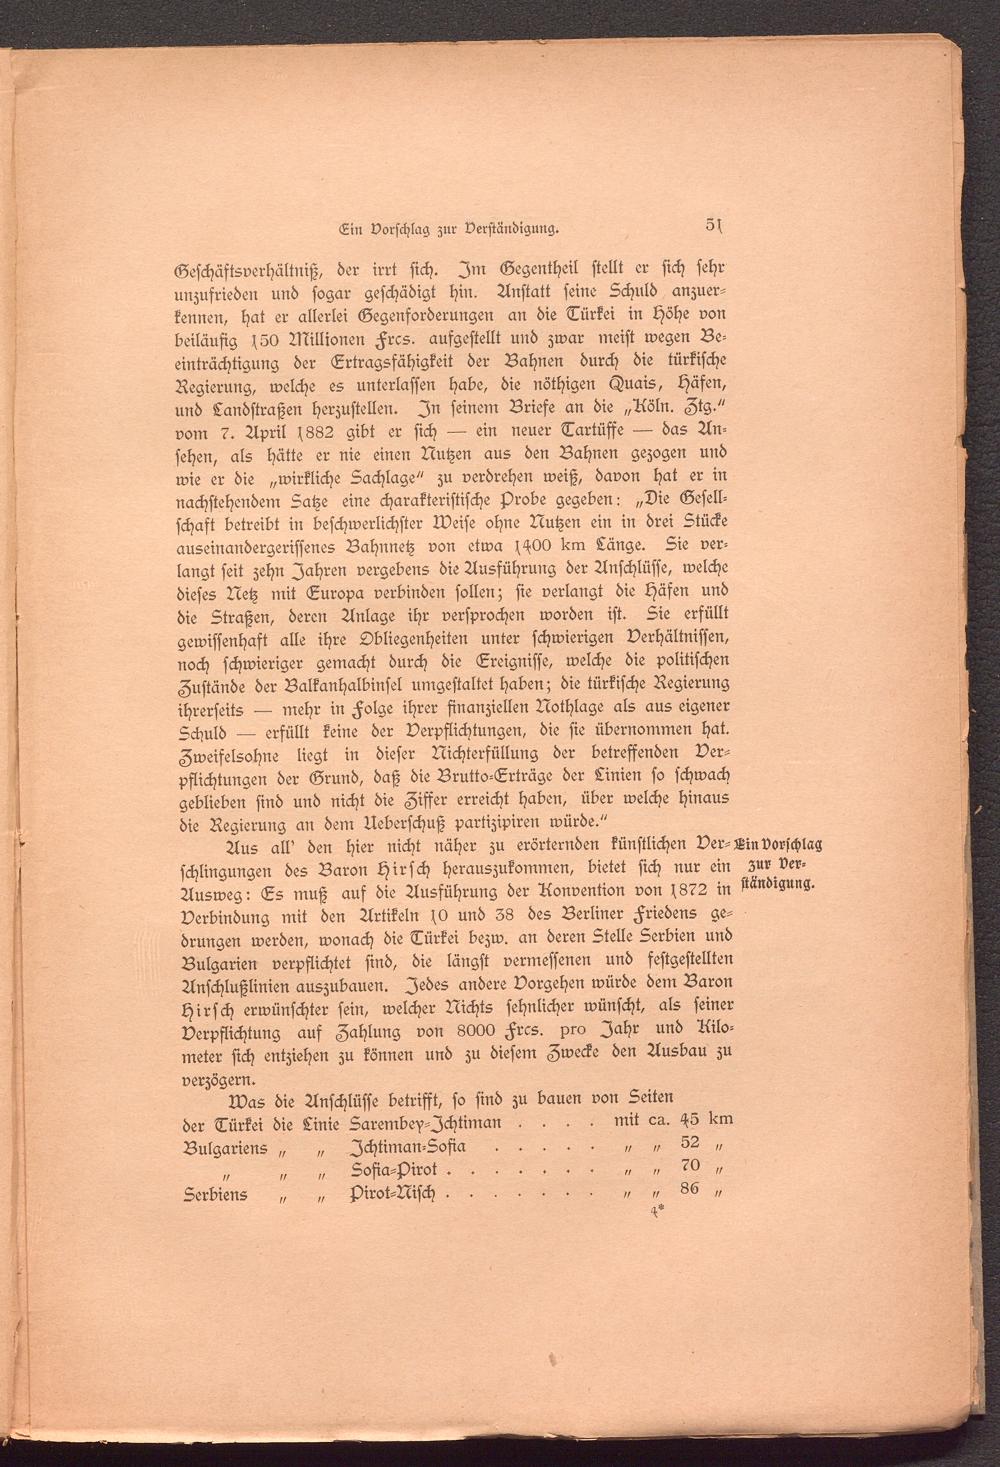 Ein Vorschlag zur Verständigung. 51
Geschäftsverhältniß, der irrt sich. Im Gegentheil stellt er sich sehr
unzufrieden und sogar geschädigt hin. Anstatt seine Schuld anzuer-
kennen, hat er allerlei Gegenforderungen an die Türkei in Höhe von
beiläufig 150 Millionen Frcs. aufgestellt und zwar meist wegen Be-
einträchtigung der Ertragsfähigkeit der Bahnen durch die türkische
Regierung, welche es unterlassen habe, die nöthigen Quais, Häfen,
und Landstraßen herzustellen. In seinem Briefe an die „Köln. Ztg.“
vom 7. April 1882 gibt er sich — ein neuer Tartüffe — das An-
sehen, als hätte er nie einen Nutzen aus den Bahnen gezogen und
wie er die „wirkliche Sachlage“ zu verdrehen weiß, davon hat er in
nachstehendem Satze eine charakteristische Probe gegeben: „Die Gesell-
schaft betreibt in beschwerlichster Weise ohne Nutzen ein in drei Stücke
auseinandergerissenes Bahnnetz von etwa 1400 km Länge. Sie ver-
langt seit zehn Jahren vergebens die Ausführung der Anschlüsse, welche
dieses Netz mit Europa verbinden sollen; sie verlangt die Häfen und
die Straßen, deren Anlage ihr versprochen worden ist. Sie erfüllt
gewissenhaft alle ihre Obliegenheiten unter schwierigen Verhältnissen,
noch schwieriger gemacht durch die Ereignisse, welche die politischen
Zustände der Balkanhalbinsel umgestaltet haben; die türkische Regierung
ihrerseits — mehr in Folge ihrer finanziellen Nothlage als aus eigener
Schuld — erfüllt keine der Verpflichtungen, die sie übernommen hat.
Zweifelsohne liegt in dieser Nichterfüllung der betreffenden Ver-
pflichtungen der Grund, daß die Brutto-Erträge der Linien so schwach
geblieben sind und nicht die Ziffer erreicht haben, über welche hinaus
die Regierung an dem Ueberschuß partizipiren würde.“
Aus all’ den hier nicht näher zu erörternden künstlichen Ver-
schlingungen des Baron Hirsch herauszukommen, bietet sich nur ein
Ausweg: Es muß auf die Ausführung der Konvention von 1872 in
Verbindung mit den Artikeln 10 und 38 des Berliner Friedens ge-
drungen werden, wonach die Türkei bezw. an deren Stelle Serbien und
Bulgarien verpflichtet sind, die längst vermessenen und festgestellten
Anschlußlinien auszubauen. Jedes andere Vorgehen würde dem Baron
Hirsch erwünschter sein, welcher Nichts sehnlicher wünscht, als seiner
Verpflichtung auf Zahlung von 8000 Frcs. pro Jahr und Kilo-
meter sich entziehen zu können und zu diesem Zwecke den Ausbau zu
verzögern.
Ein Vorschlag
zur Ver-
ständigung.
Was die Anschlüsse betrifft, so sind zu bauen von Seiten
der Türkei die Linie Sarembey-Ichtiman . . . . mit ca. 45 km
Bulgariens „ „ Ichtiman-Sofia . . . . . „ „ 52 „
„ „ „ Sofia-Pirot . . . . . . . „ „ 70 „
Serbiens „ „ Pirot-Nisch . . . . . . . „ „ 86 „
4*